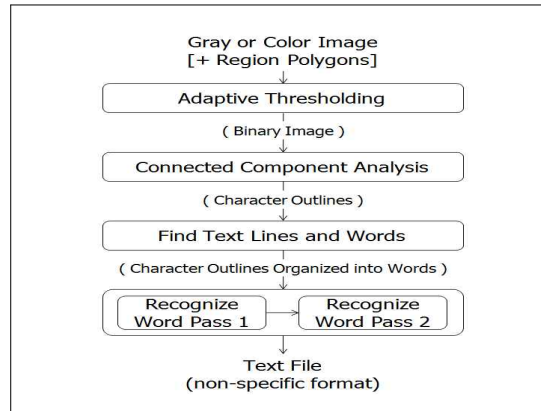 Gray or Color Image
[+ Region Polygons]
Adaptive Thresholding
( Binary Image )
Connected Component Analysis
( Character Outlines )
Find Text Lines and Words
( Character Outlines Organized into Words )
Recognize
Word Pass 1
Recognize
Word Pass 2
Text File
(non-specific format)